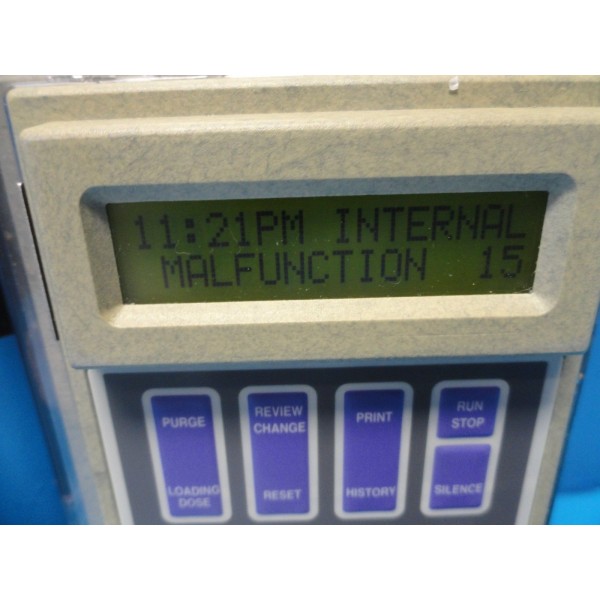 11:21PM INTERNAL
MALFUNCTION 15
PURGE
LOADING
DOSE
REVIEW
CHANGE
RESET
PRINT
HISTORY
RUN
STOP
SILENCE